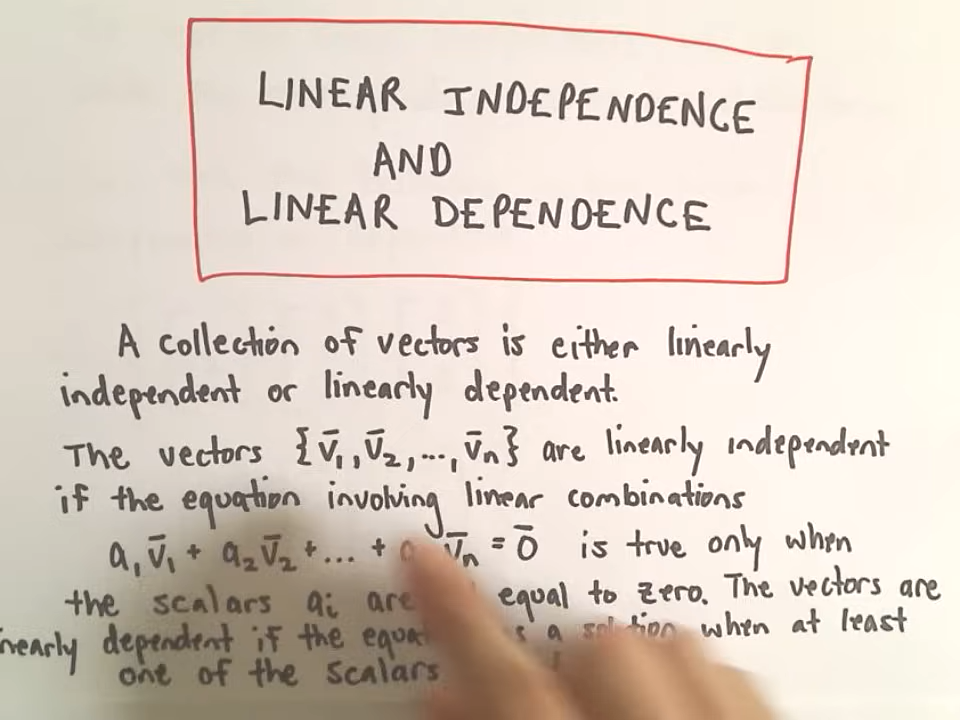 LINEAR INDEPENDENCE
AND
LINEAR DEPENDENCE
A collection of vectors is either linearly
independent or linearly dependent.
The vectors {v̄₁, v̄₂, ..., v̄ₙ} are linearly independent
if the equation involving linear combinations
a₁v̄₁ + a₂v̄₂ + ... + a v̄ₙ = 0̄ is true only when
the scalars aᵢ are equal to zero. The vectors are
dependent if the a solution when at least
one of the scalars